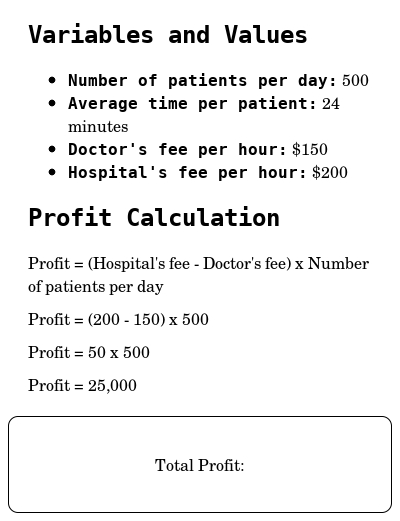 Variables and Values
Number of patients per day: 500
Average time per patient: 24
minutes
Doctor's fee per hour: $150
Hospital's fee per hour: $200
Profit Calculation
Profit = (Hospital's fee - Doctor's fee) x Number
of patients per day
Profit = (200 - 150) x 500
Profit = 50 x 500
Profit = 25,000
Total Profit: